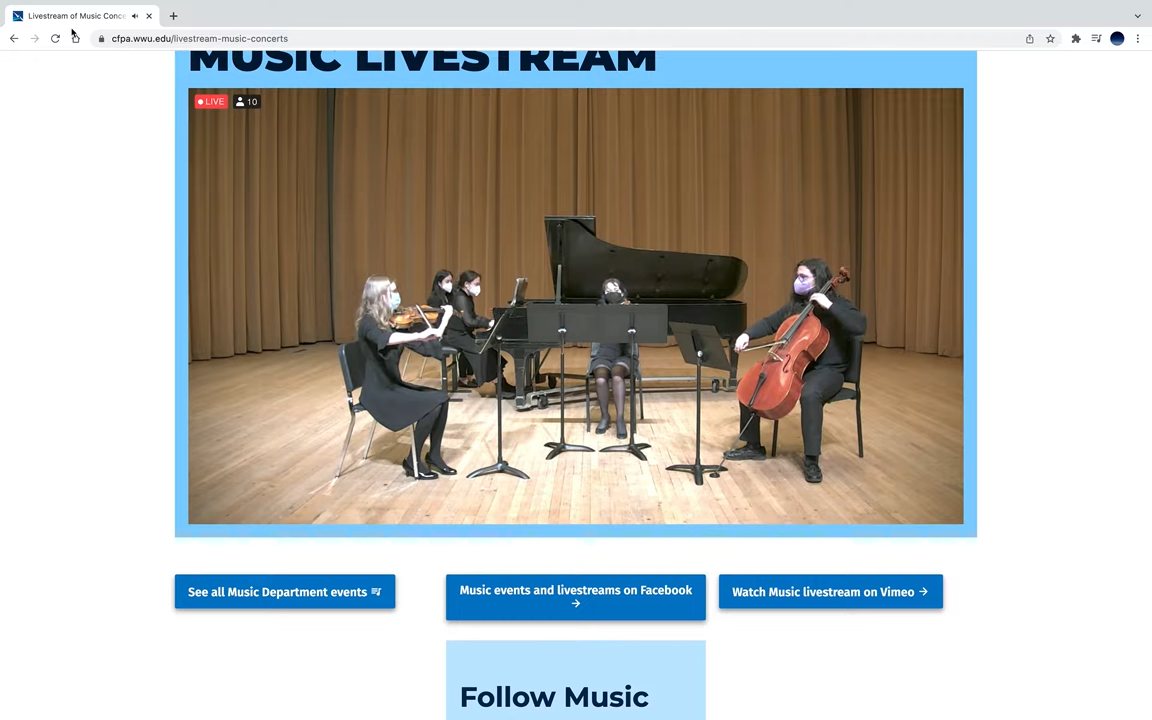 Livestream of Music Conc
cfpa.wwu.edu/livestream-music-concerts
MUSIC LIVESTREAM
LIVE 10
See all Music Department events
Music events and livestreams on Facebook
Watch Music livestream on Vimeo
Follow Music